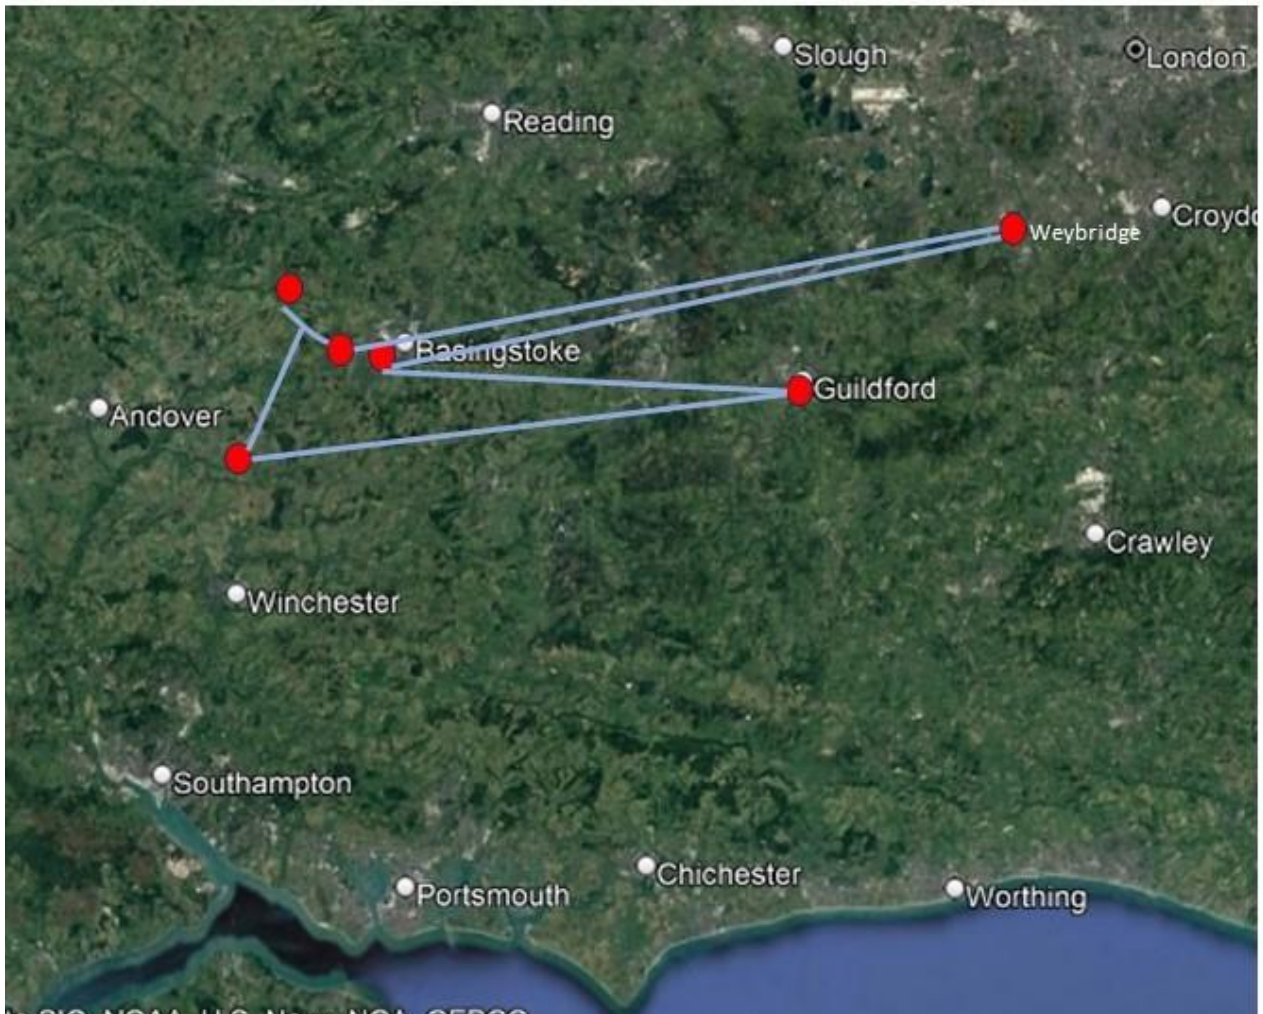 Slough
London
Reading
Croydo
Weybridge
Basingstoke
Guildford
Andover
Crawley
Winchester
Southampton
Chichester
Portsmouth
Worthing